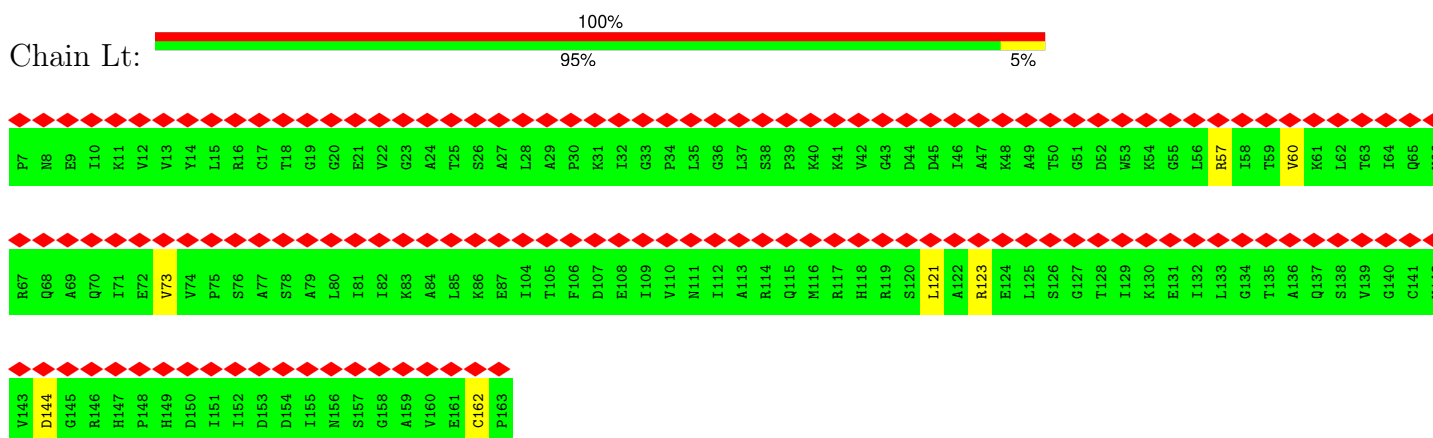 100%
Chain Lt:
95% 5%
P7 N8 E9 I10 K11 V12 V13 Y14 L15 R16 C17 T18 G19 G20 E21 V22 G23 A24 T25 S26 A27 L28 A29 P30 K31 I32 G33 P34 L35 G36 L37 S38 P39 K40 K41 V42 G43 D44 D45 I46 A47 K48 A49 T50 G51 D52 W53 K54 G55 L56 R57 I58 T59 V60 K61 L62 T63 I64 Q65
R67 Q68 A69 Q70 I71 E72 V73 V74 P75 S76 A77 S78 A79 L80 I81 I82 K83 A84 L85 K86 E87 I104 T105 F106 D107 E108 I109 V110 N111 I112 A113 R114 Q115 M116 R117 H118 R119 S120 L121 A122 R123 E124 L125 S126 G127 T128 I129 K130 E131 I132 L133 G134 T135 A136 Q137 S138 V139 G140 C141
V143 D144 G145 R146 H147 P148 H149 D150 I151 I152 D153 D154 I155 N156 S157 G158 A159 V160 E161 C162 P163